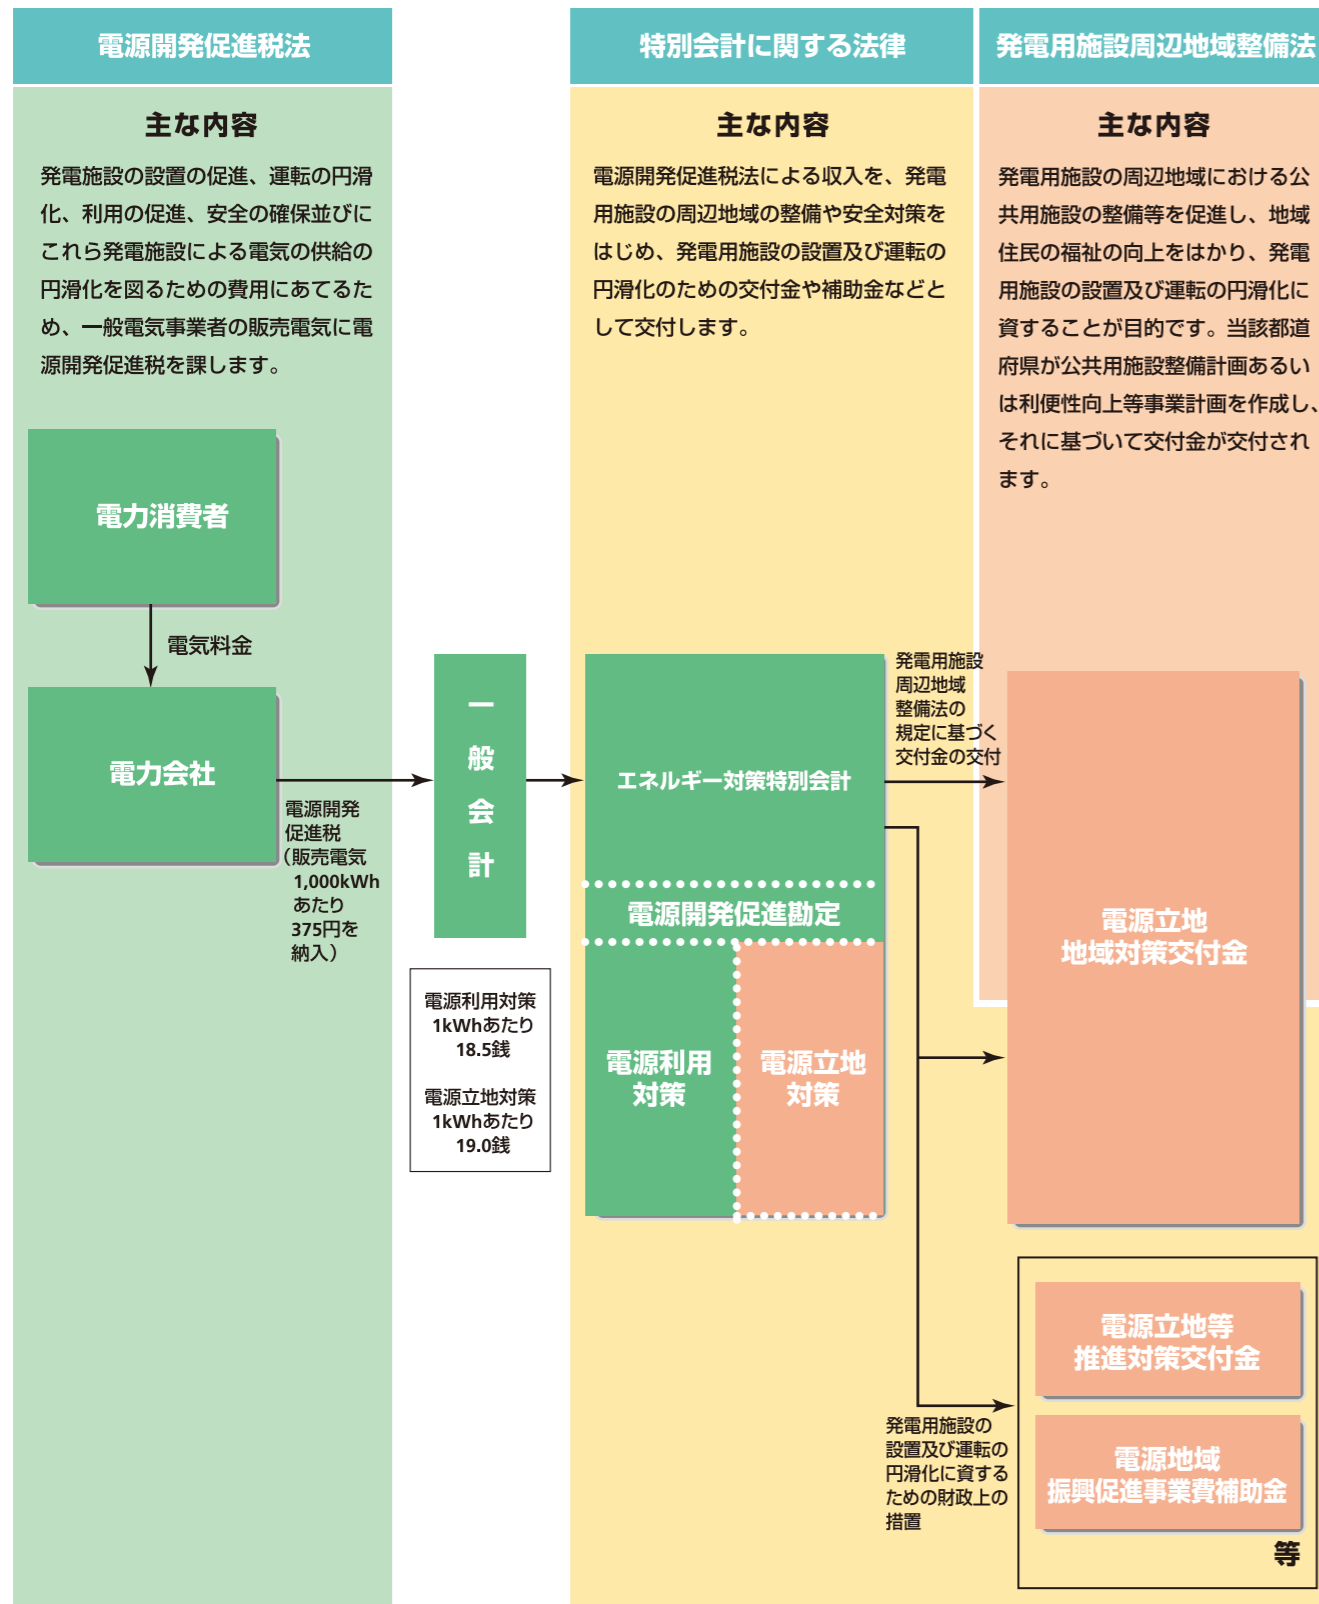 電源開発促進税法
主な内容
発電施設の設置の促進、運転の円滑
化、利用の促進、安全の確保並びに
これら発電施設による電気の供給の
円滑化を図るための費用にあてるた
め、一般電気事業者の販売電気に電
源開発促進税を課します。
電力消費者
電気料金
電力会社
電源開発
促進税
（販売電気
1,000kWh
あたり
375円を
納入）
一般会計
電源利用対策
1kWhあたり
18.5銭
電源立地対策
1kWhあたり
19.0銭
特別会計に関する法律
主な内容
電源開発促進税法による収入を、発電
用施設の周辺地域の整備や安全対策を
はじめ、発電用施設の設置及び運転の
円滑化のための交付金や補助金などと
して交付します。
エネルギー対策特別会計
電源開発促進勘定
電源利用
対策
電源立地
対策
発電用施設
周辺地域
整備法の
規定に基づく
交付金の交付
発電用施設の
設置及び運転の
円滑化に資する
ための財政上の
措置
発電用施設周辺地域整備法
主な内容
発電用施設の周辺地域における公
共用施設の整備等を促進し、地域
住民の福祉の向上をはかり、発電
用施設の設置及び運転の円滑化に
資することが目的です。当該都道
府県が公共用施設整備計画あるい
は利便性向上等事業計画を作成し、
それに基づいて交付金が交付され
ます。
電源立地
地域対策交付金
電源立地等
推進対策交付金
電源地域
振興促進事業費補助金
等